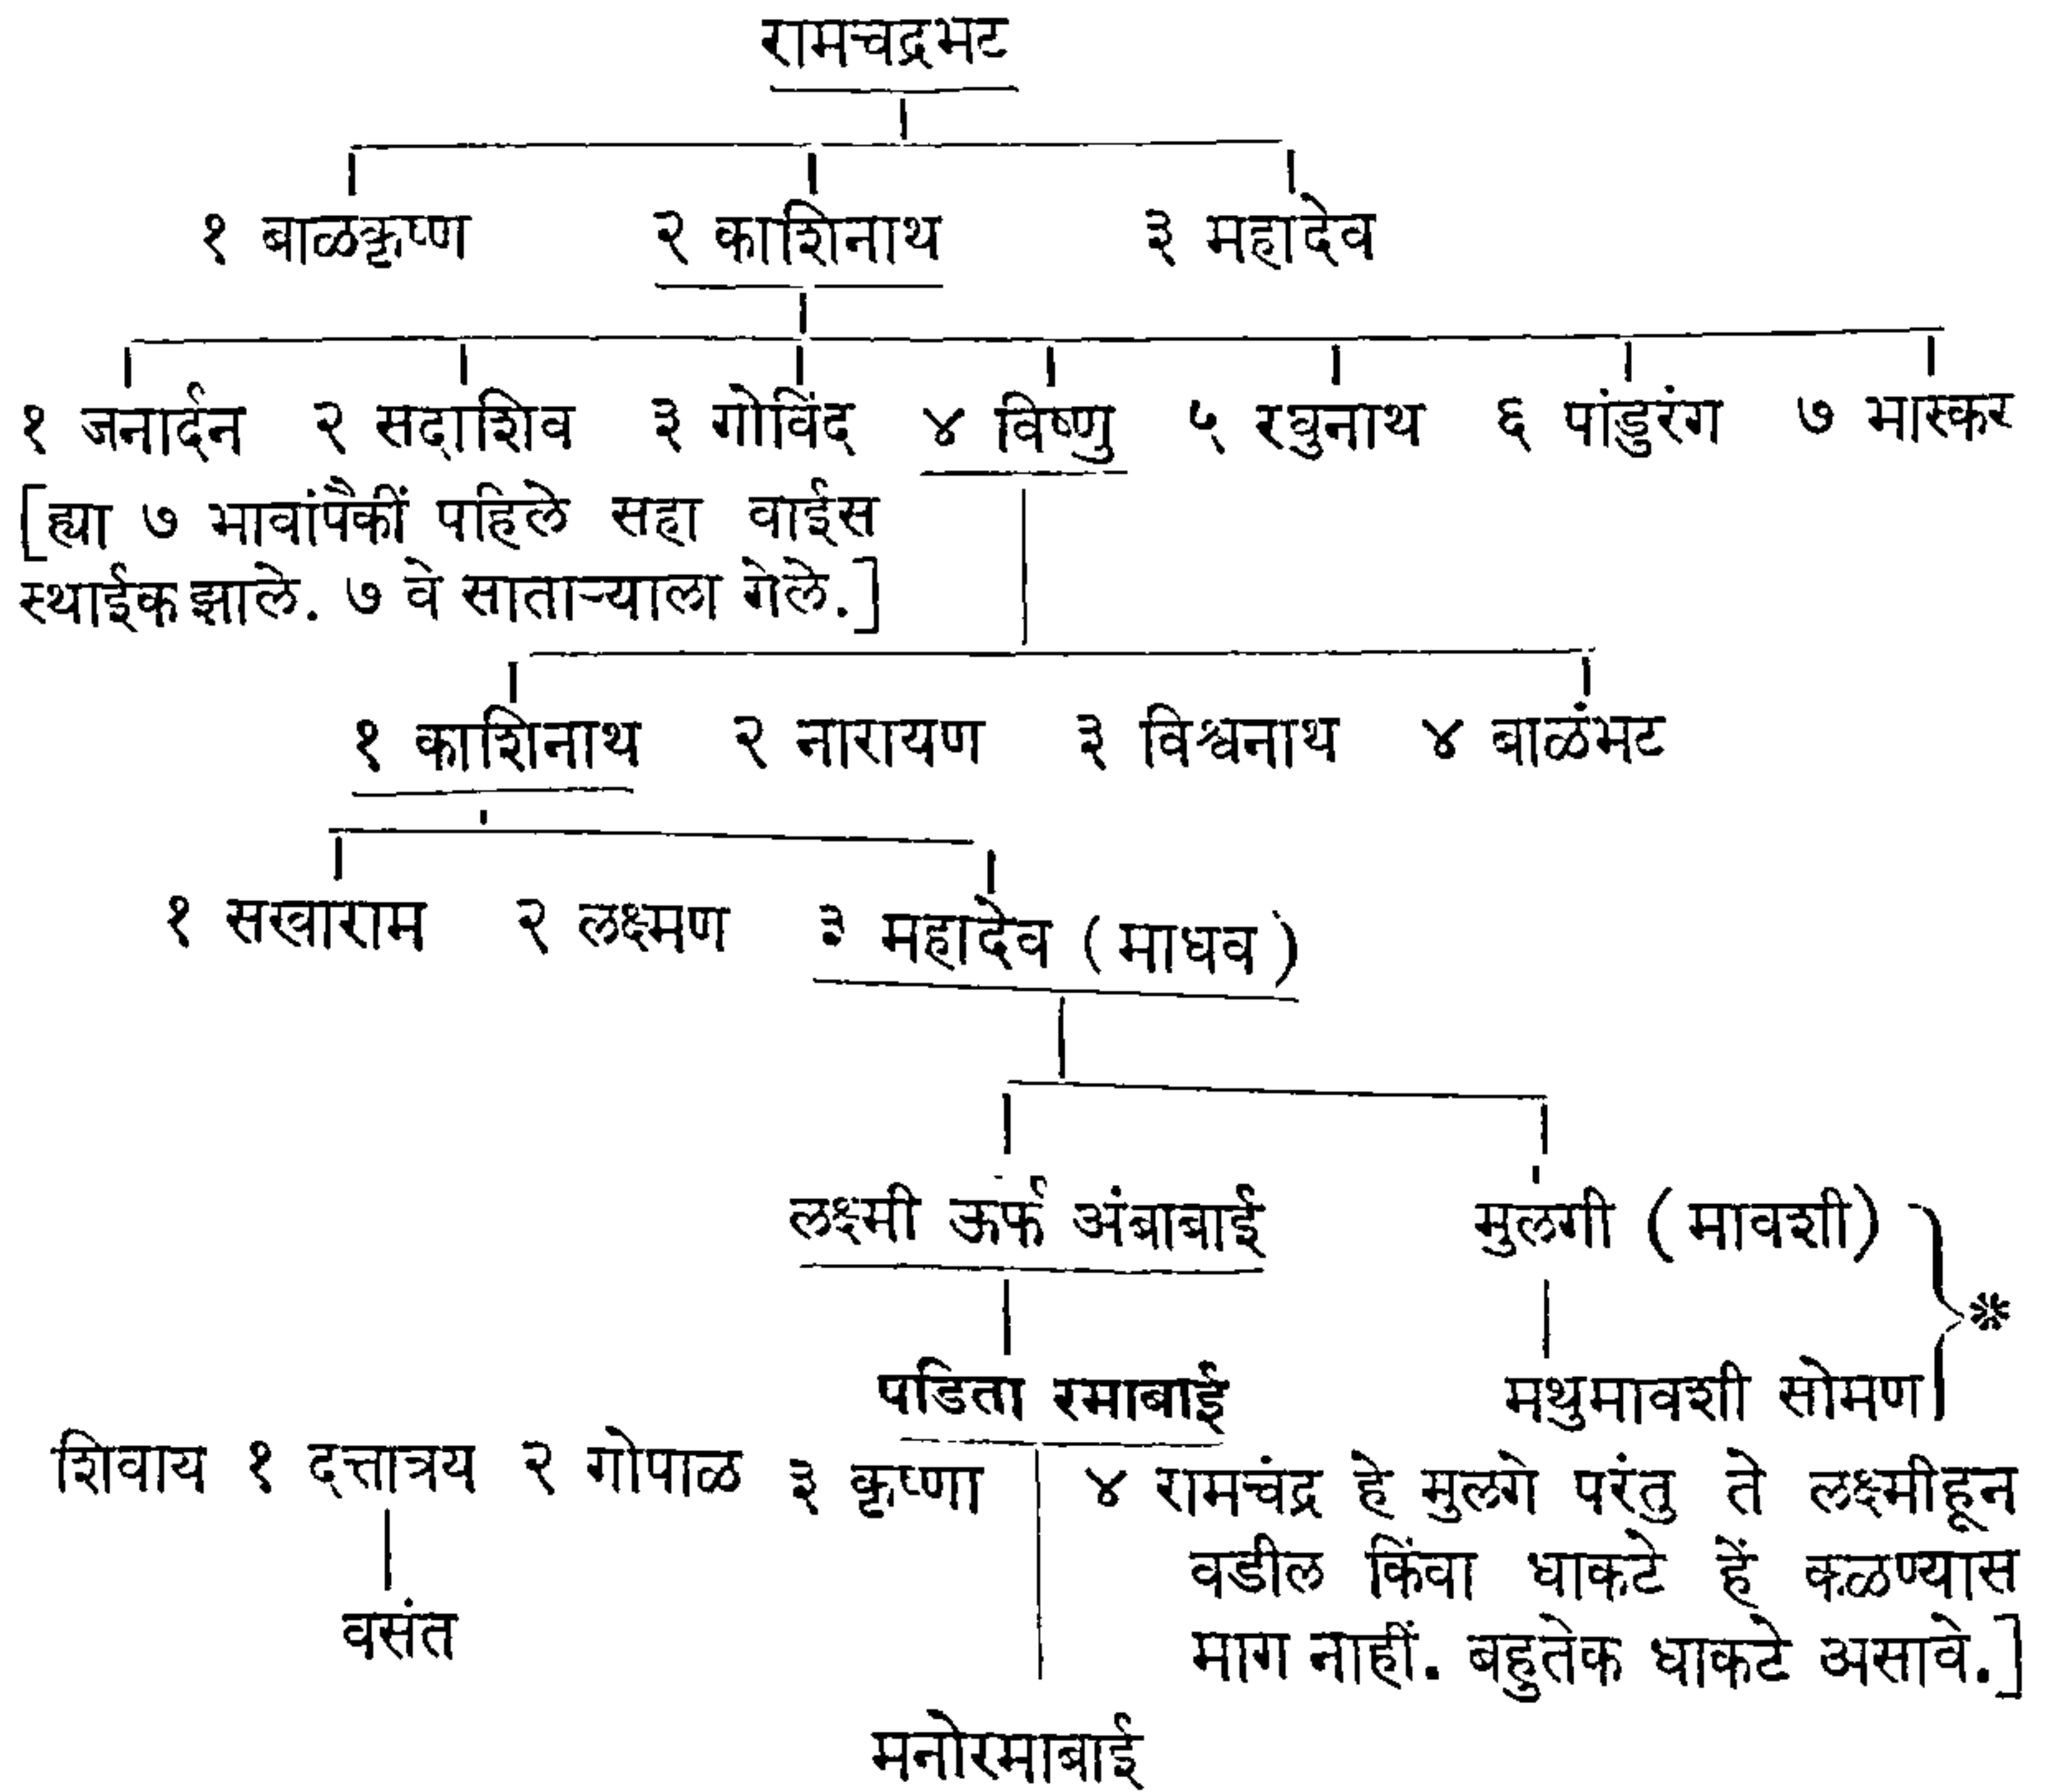 रामचद्रभट
१ बाळकृष्ण २ काशिनाथ ३ महादेव
१ जनार्दन २ सदाशिव ३ गोविंद ४ विष्णु ५ रघुनाथ ६ पांडुरंग ७ भास्कर
[ह्या ७ भावांपैकीं पहिले सहा वाईस
स्थाईक झाले. ७ वे साताऱ्याला गेले.]
१ काशिनाथ २ नारायण ३ विश्वनाथ ४ बाळंभट
१ सखाराम २ लक्ष्मण ३ महादेव (माधव)
लक्ष्मी ऊर्फ अंबाबाई मुलगी (मावशी)
*
पडिता रमाबाई मथुमावशी सोमण
शिवाय १ दत्तात्रय २ गोपाळ ३ कृष्णा ४ रामचंद्र हे मुलगे परंतु ते लक्ष्मीहून
वडील किंवा धाकटे हें कळण्यास
वसंत
माग नाहीं. बहुतेक धाकटे असावे.]
मनोरमाबाई